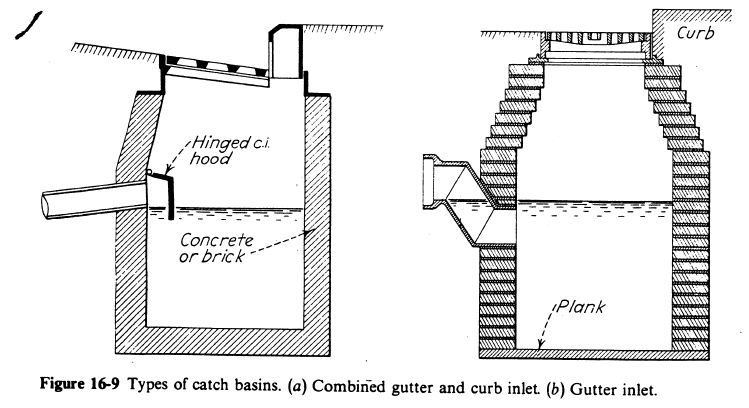 Hinged c.i.
hood
Concrete
or brick
Curb
Plank
Figure 16-9 Types of catch basins. (a) Combined gutter and curb inlet. (b) Gutter inlet.